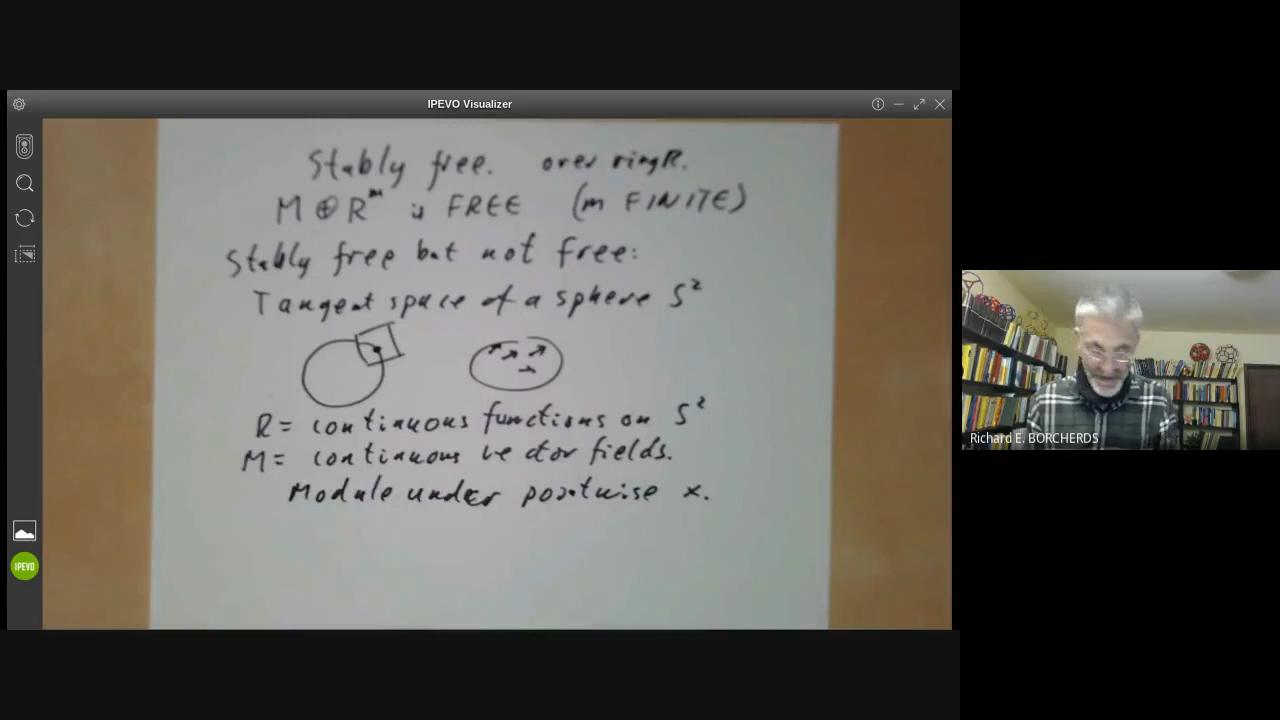 IPEVO Visualizer
Stably free. over ring R.
M ⊕ R^m is FREE (m FINITE)
Stably free but not free:
Tangent space of a sphere S²
R = continuous functions on S²
M = continuous vector fields.
Module under pointwise ×.
Richard E. BORCHERDS
IPEVO